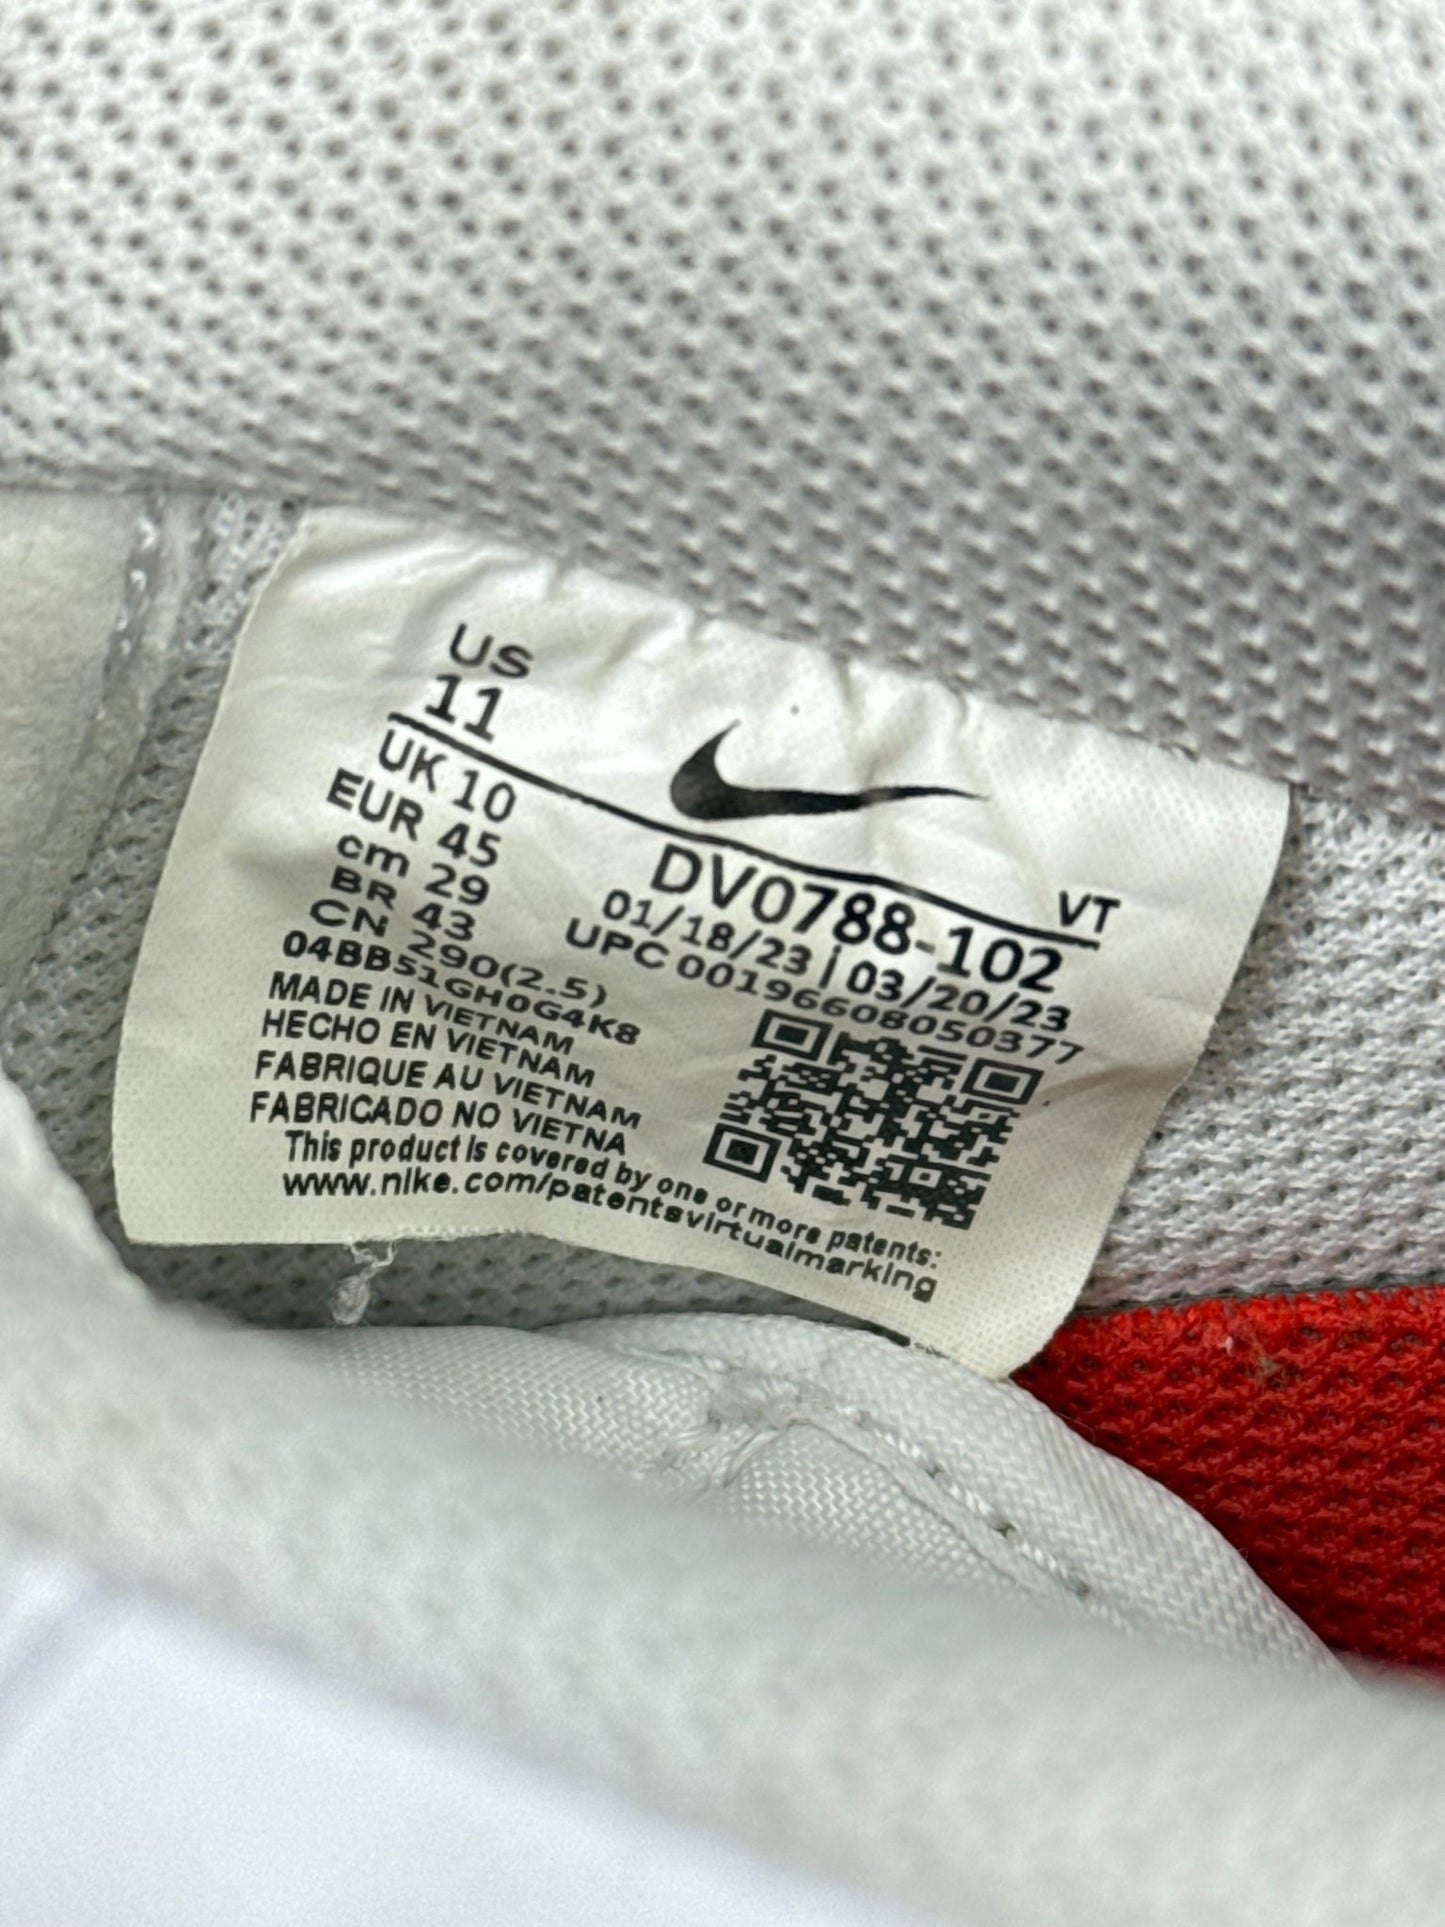 US
11
UK 10
EUR 45
cm 29
BR 43
CN 290(2.5)
04BB51GH0G4K8
VT
DV0788-102
01/18/23 | 03/20/23
UPC 00196608050377
MADE IN VIETNAM
HECHO EN VIETNAM
FABRIQUE AU VIETNAM
FABRICADO NO VIETNA
This product is covered by one or more patents:
www.nike.com/patentsvirtualmarking